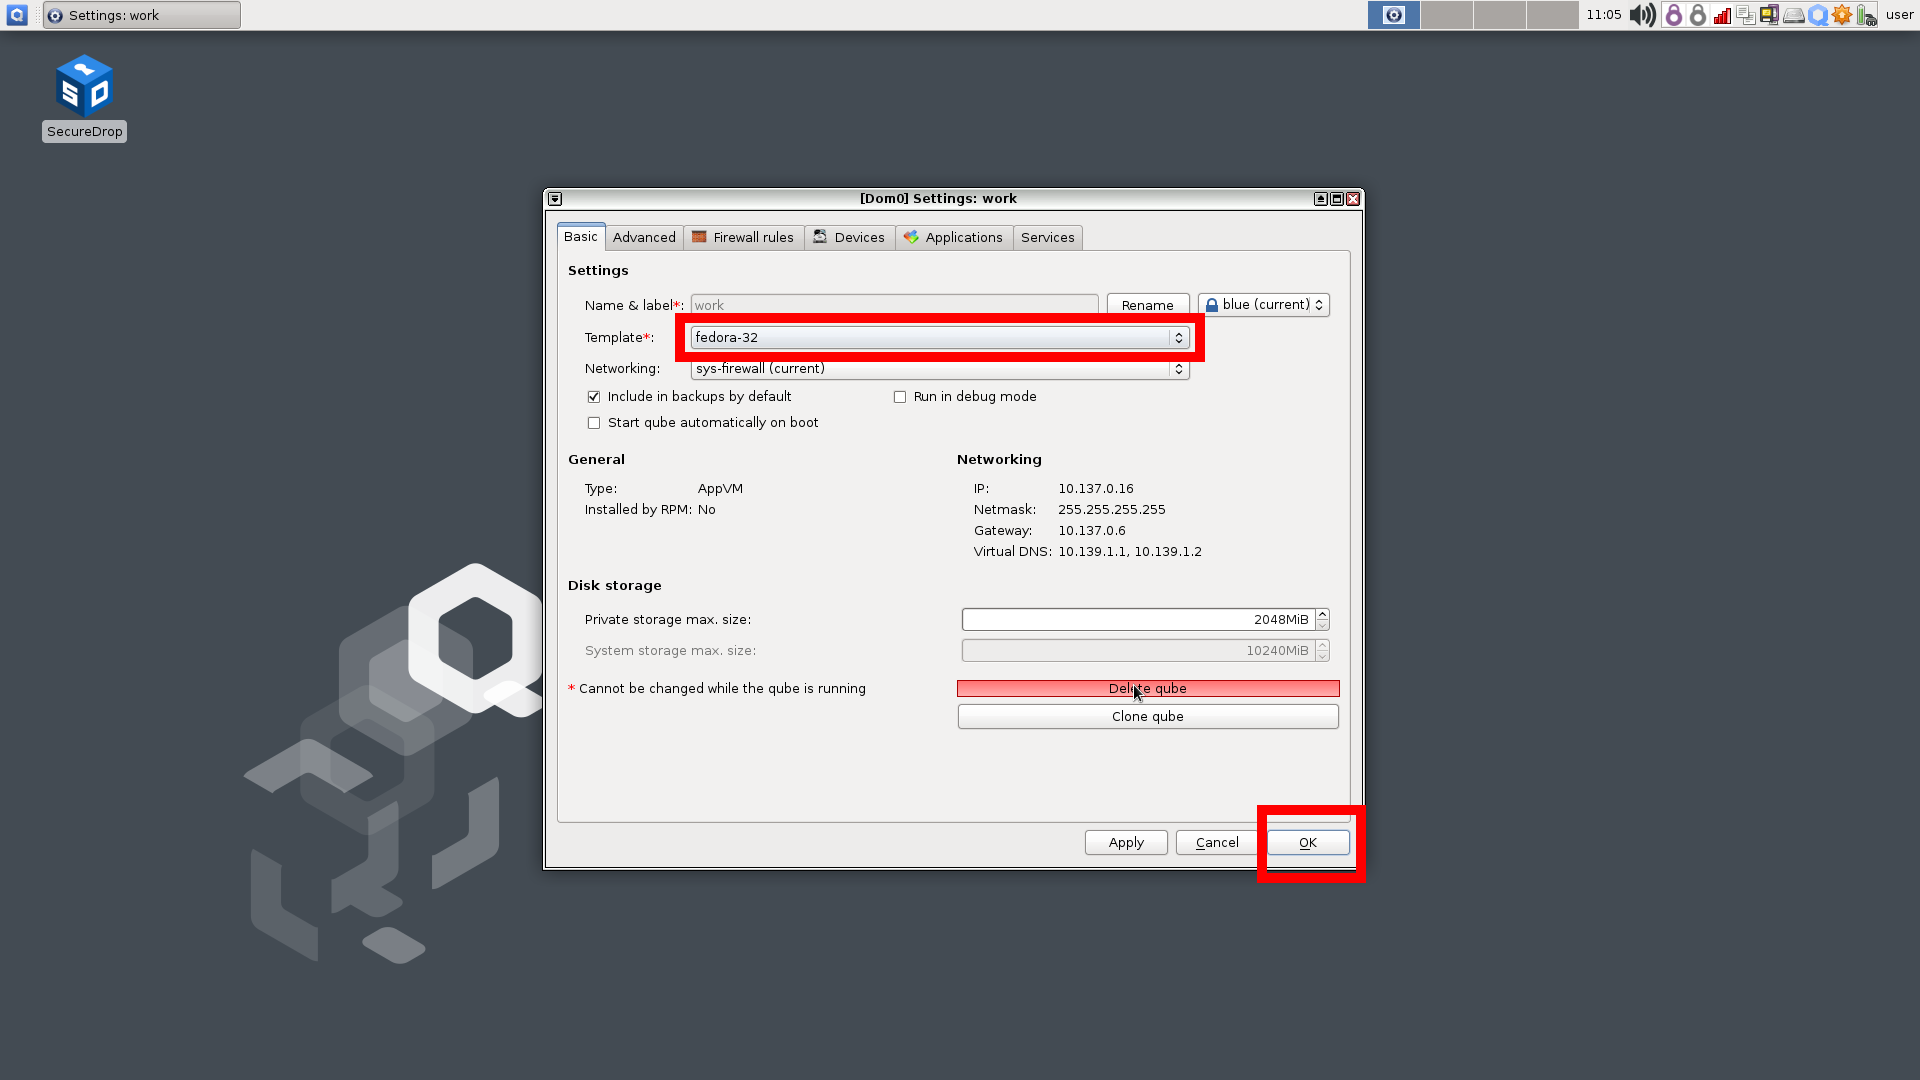 Settings: work
11:05
user
SD
SecureDrop
[Dom0] Settings: work
Basic
Advanced
Firewall rules
Devices
Applications
Services
Settings
Name & label*:
work
Rename
blue (current)
Template*:
fedora-32
Networking:
sys-firewall (current)
Include in backups by default
Run in debug mode
Start qube automatically on boot
General
Networking
Type:
AppVM
IP:
10.137.0.16
Installed by RPM:
No
Netmask:
255.255.255.255
Gateway:
10.137.0.6
Virtual DNS:
10.139.1.1, 10.139.1.2
Disk storage
Private storage max. size:
2048MiB
System storage max. size:
10240MiB
* Cannot be changed while the qube is running
Delete qube
Clone qube
Apply
Cancel
OK